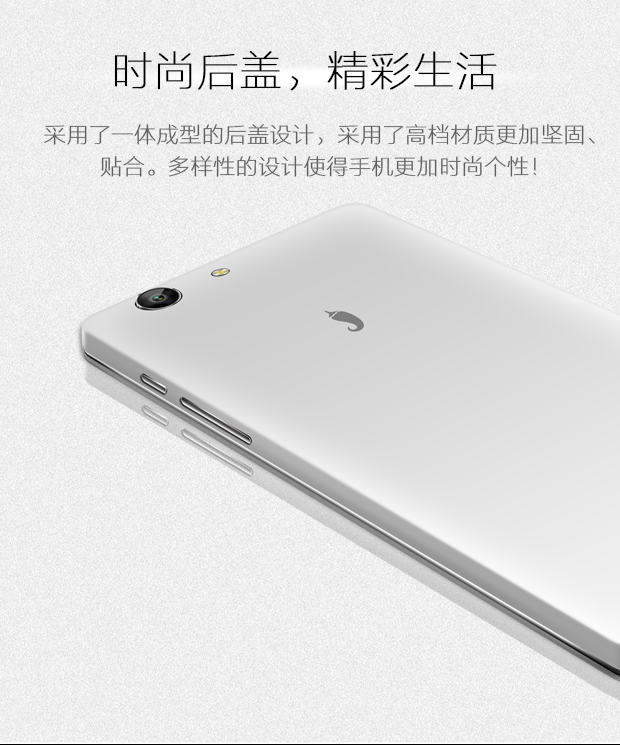 时尚后盖，精彩生活
采用了一体成型的后盖设计，采用了高档材质更加坚固、
贴合。多样性的设计使得手机更加时尚个性！